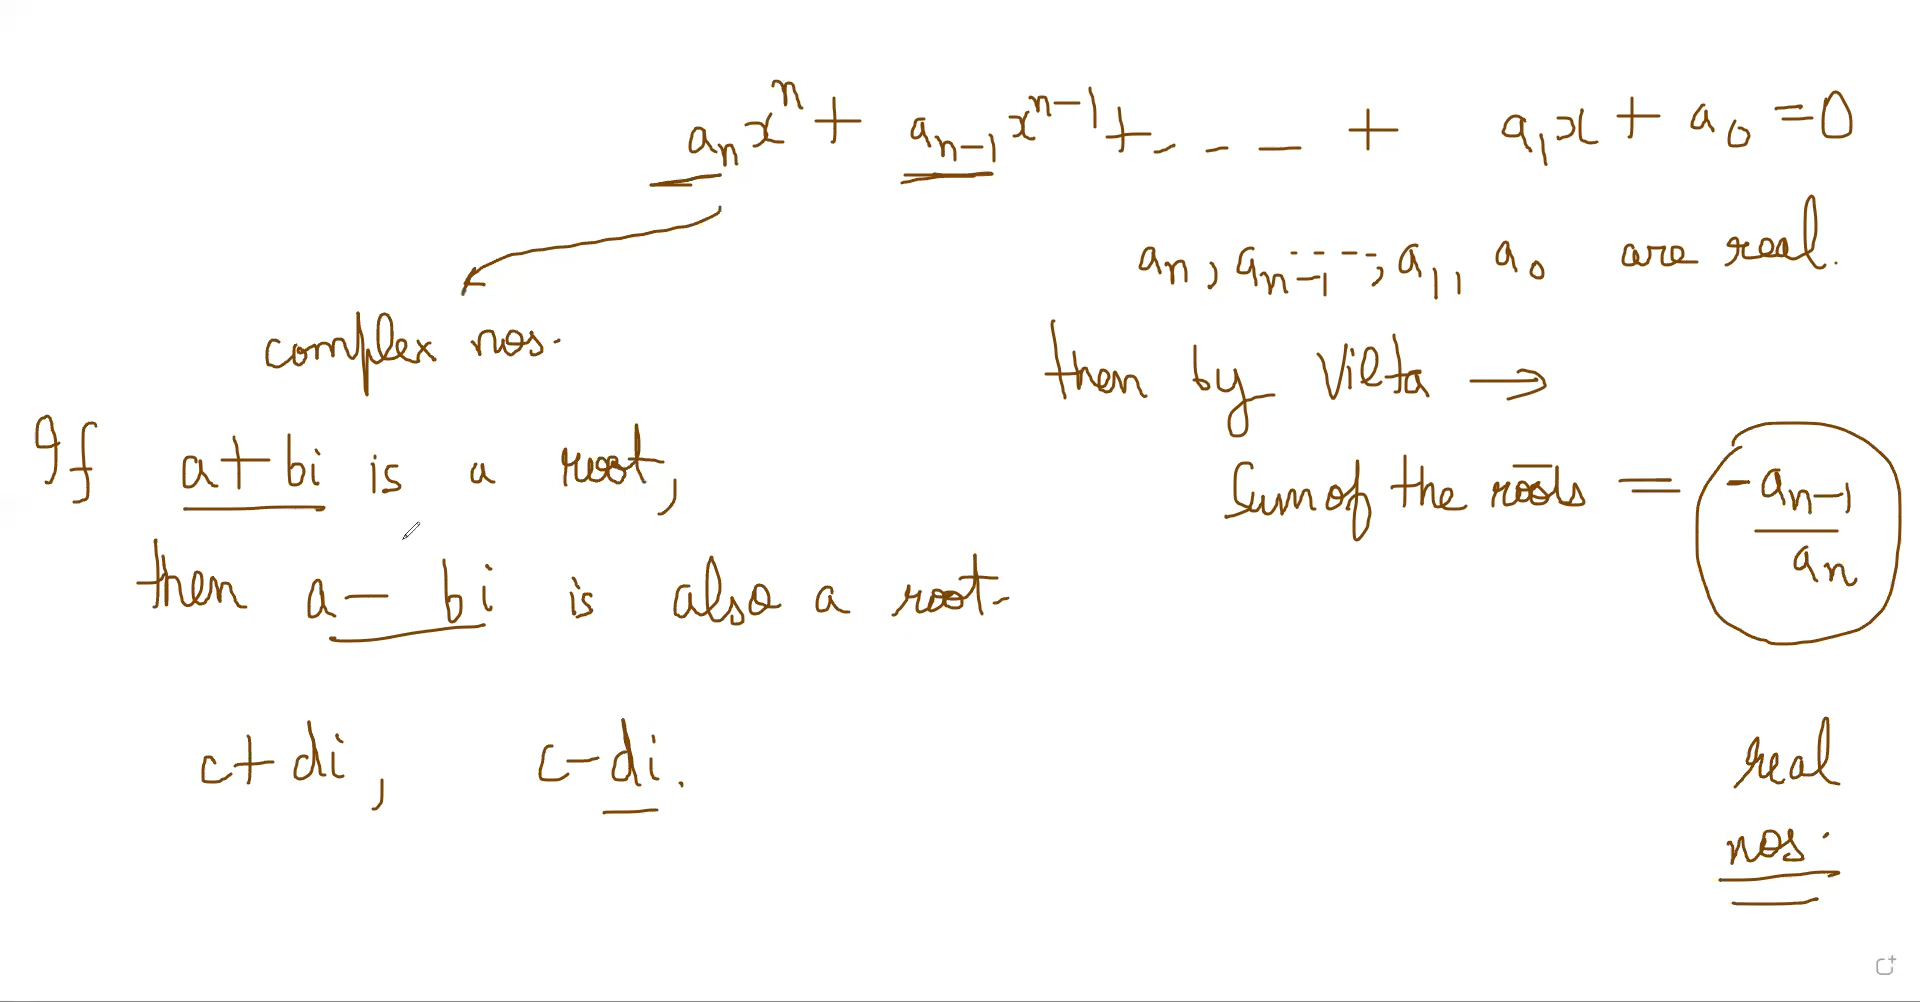 aₙxⁿ + aₙ₋₁xⁿ⁻¹ + - - - + a₁x + a₀ = 0
aₙ, aₙ₋₁ ----, a₁, a₀ are real.
complex nos.
then by Vieta →
If a+bi is a root,
Sum of the roots = -aₙ₋₁/aₙ
then a - bi is also a root.
c+di, c-di.
real
nos.